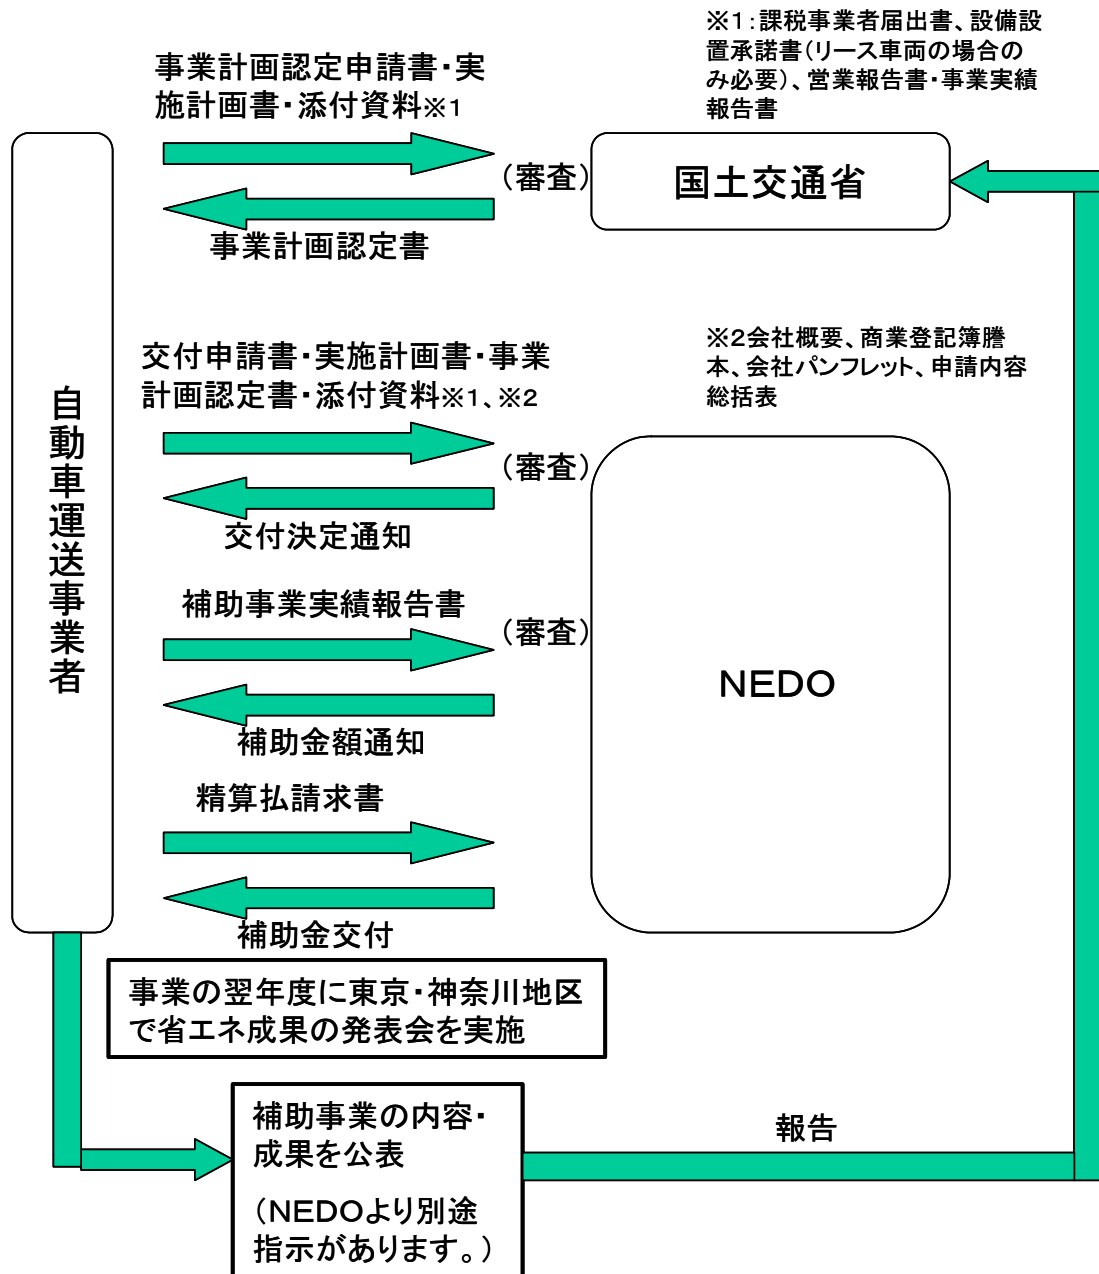 ※1：課税事業者届出書、設備設
置承諾書（リース車両の場合の
み必要）、営業報告書・事業実績
報告書
事業計画認定申請書・実
施計画書・添付資料※1
（審査）
国土交通省
事業計画認定書
※2会社概要、商業登記簿謄
本、会社パンフレット、申請内容
総括表
交付申請書・実施計画書・事業
計画認定書・添付資料※1、※2
（審査）
交付決定通知
自動車運送事業者
補助事業実績報告書
（審査）
NEDO
補助金額通知
精算払請求書
補助金交付
事業の翌年度に東京・神奈川地区
で省エネ成果の発表会を実施
補助事業の内容・
成果を公表
（NEDOより別途
指示があります。）
報告